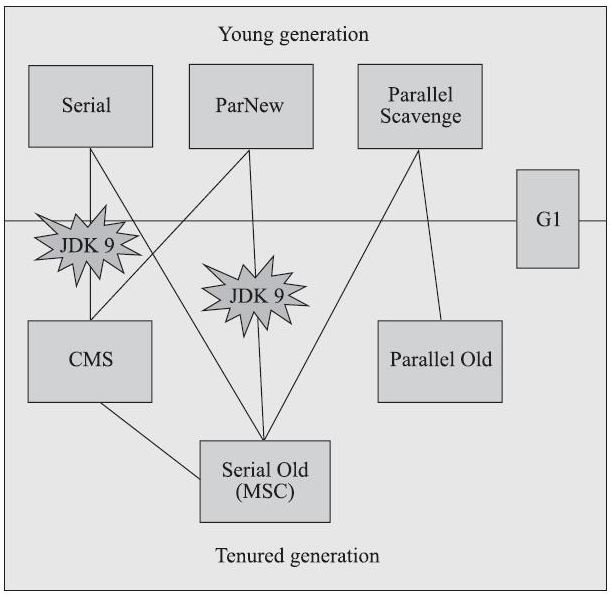 Young generation
Serial
ParNew
Parallel
Scavenge
G1
JDK 9
JDK 9
CMS
Parallel Old
Serial Old
(MSC)
Tenured generation